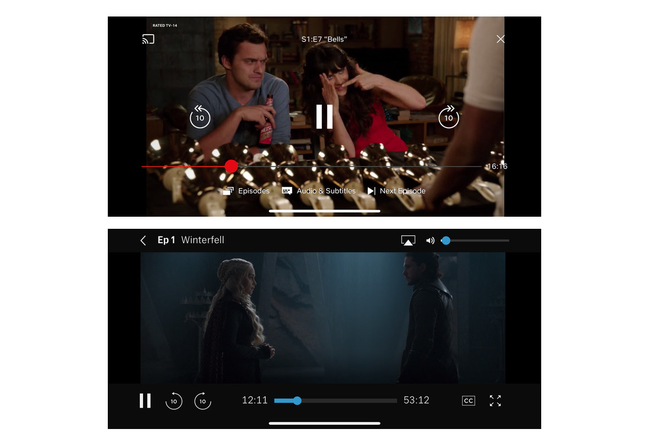 RATED TV-14
S1:E7 "Bells"
10
10
16:16
Episodes
Audio & Subtitles
Next Episode
Ep 1 Winterfell
10
10
12:11
53:12
CC